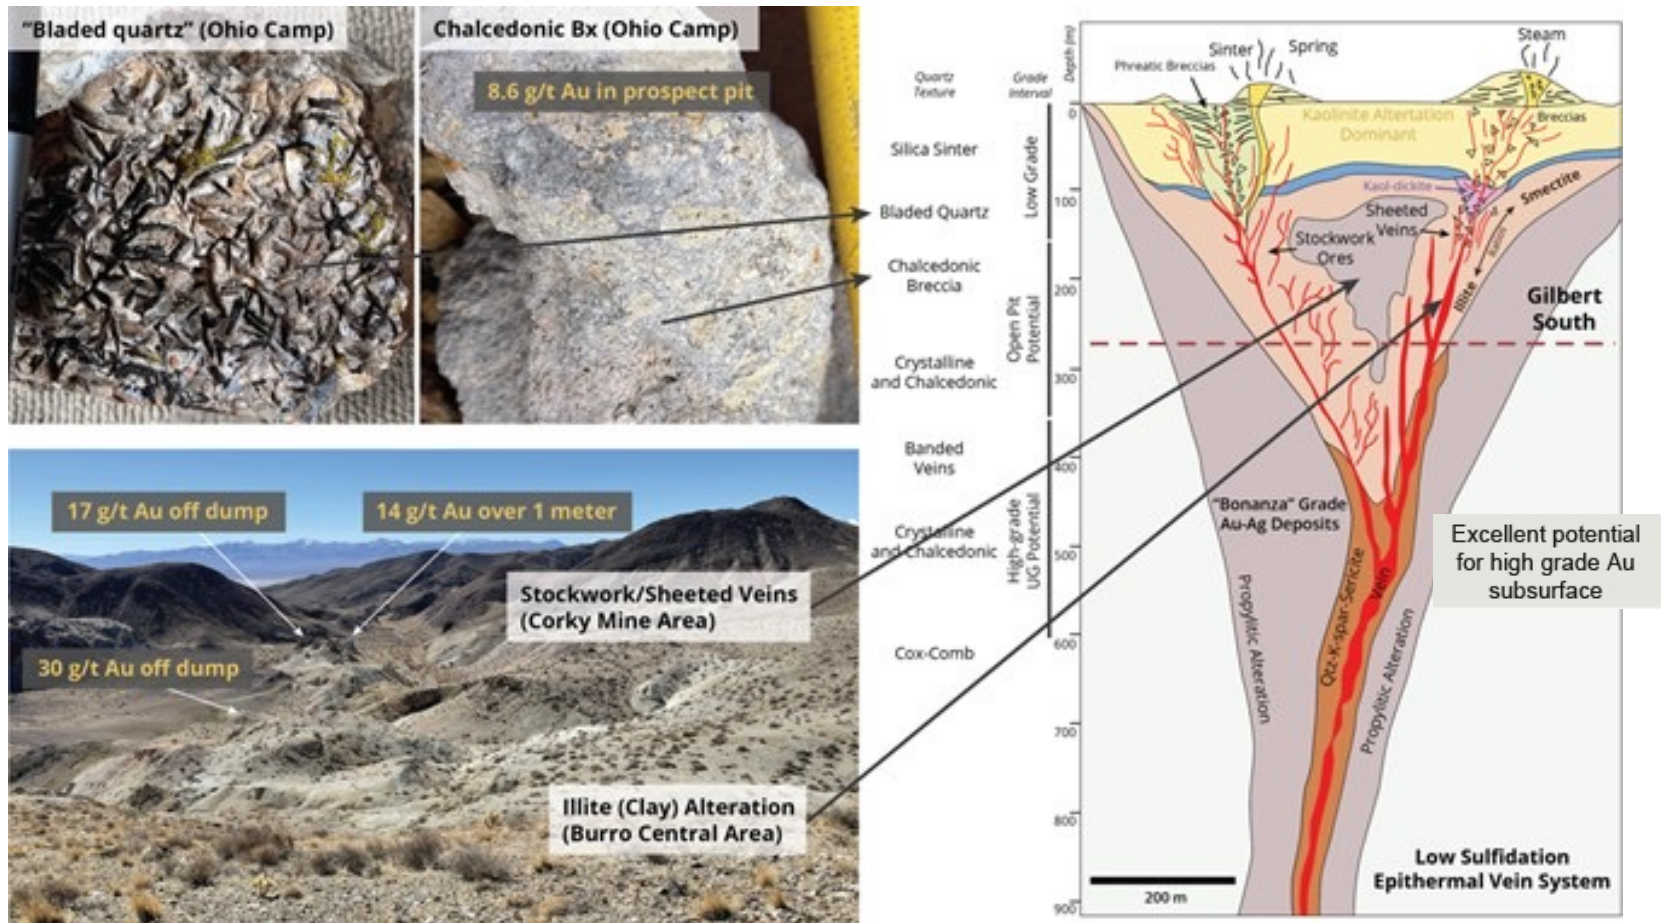 "Bladed quartz" (Ohio Camp)
Chalcedonic Bx (Ohio Camp)
8.6 g/t Au in prospect pit
17 g/t Au off dump
14 g/t Au over 1 meter
30 g/t Au off dump
Stockwork/Sheeted Veins
(Corky Mine Area)
Illite (Clay) Alteration
(Burro Central Area)
Quartz
Texture
Silica Sinter
Bladed Quartz
Chalcedonic
Breccia
Crystalline
and Chalcedonic
Banded
Veins
Crystalline
and Chalcedonic
Cox-Comb
Grade
Interval
Low Grade
Open Pit
Potential
High-grade
UG Potential
Depth (m)
0
100
200
300
400
500
600
700
800
900
Phreatic Breccias
Sinter
Spring
Steam
Kaolinite Altertation
Dominant
Breccias
Kaol-dickite
Smectite
Sheeted
Veins
Stockwork
Ores
Illite
Gilbert
South
"Bonanza" Grade
Au-Ag Deposits
Excellent potential
for high grade Au
subsurface
Propylitic Alteration
Qtz-K-spar-Sericite
Vein
Propylitic Alteration
200 m
Low Sulfidation
Epithermal Vein System